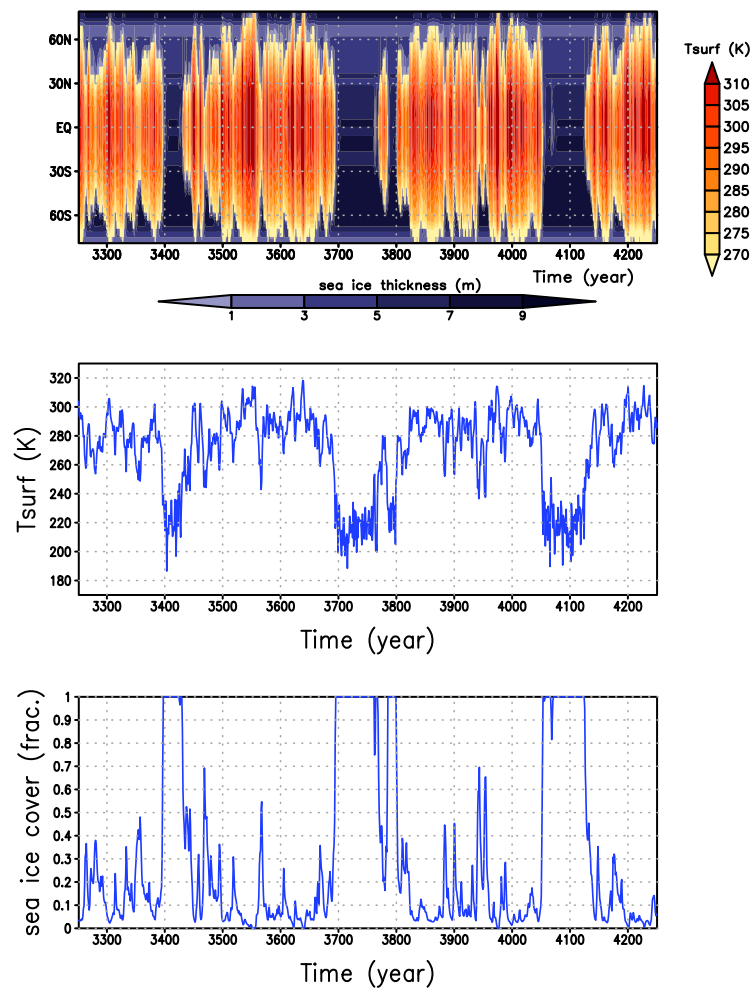 60N
30N
EQ
30S
60S
3300 3400 3500 3600 3700 3800 3900 4000 4100 4200
Time (year)
Tsurf (K)
310
305
300
295
290
285
280
275
270
sea ice thickness (m)
1 3 5 7 9
Tsurf (K)
320
300
280
260
240
220
200
180
3300 3400 3500 3600 3700 3800 3900 4000 4100 4200
Time (year)
sea ice cover (frac.)
1
0.9
0.8
0.7
0.6
0.5
0.4
0.3
0.2
0.1
0
3300 3400 3500 3600 3700 3800 3900 4000 4100 4200
Time (year)